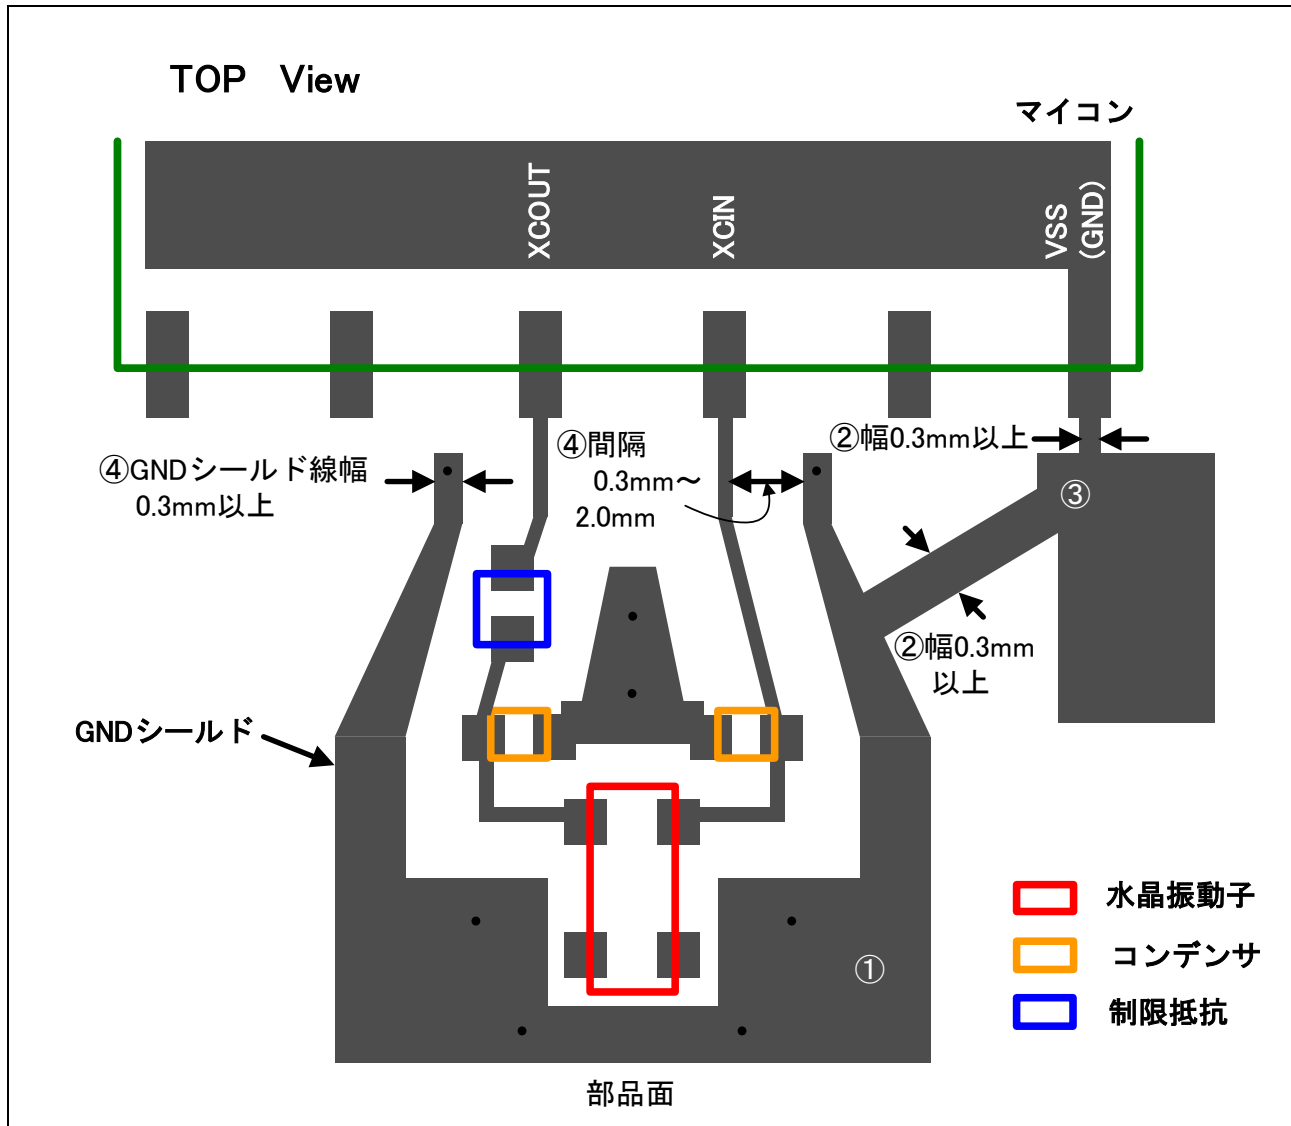 TOP　View
マイコン
XCOUT
XCIN
VSS
(GND)
④GNDシールド線幅
0.3mm以上
④間隔
0.3mm～
2.0mm
②幅0.3mm以上
③
②幅0.3mm
以上
GNDシールド
①
水晶振動子
コンデンサ
制限抵抗
部品面